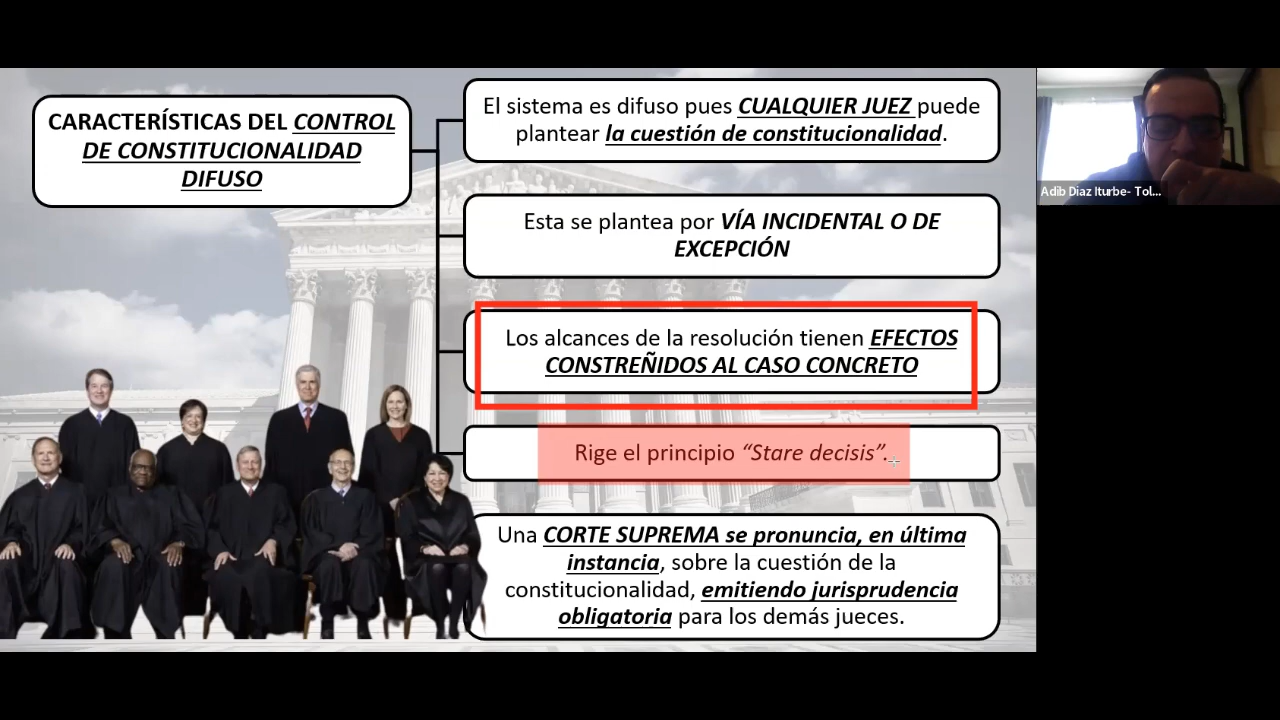 CARACTERÍSTICAS DEL CONTROL
DE CONSTITUCIONALIDAD
DIFUSO
El sistema es difuso pues CUALQUIER JUEZ puede
plantear la cuestión de constitucionalidad.
Esta se plantea por VÍA INCIDENTAL O DE
EXCEPCIÓN
Los alcances de la resolución tienen EFECTOS
CONSTREÑIDOS AL CASO CONCRETO
Rige el principio “Stare decisis”.
Una CORTE SUPREMA se pronuncia, en última
instancia, sobre la cuestión de la
constitucionalidad, emitiendo jurisprudencia
obligatoria para los demás jueces.
Adib Diaz Iturbe- Tol...